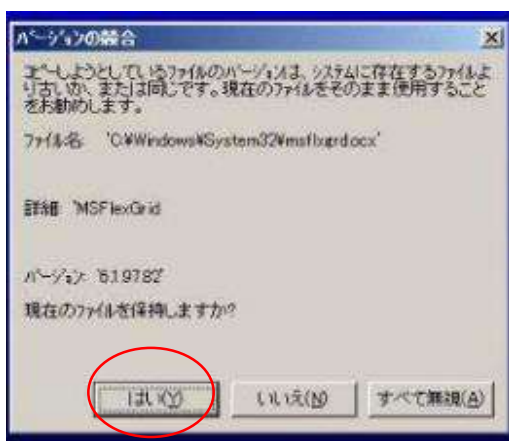 バージョンの競合
コピーしようとしているファイルのバージョンは、システムに存在するファイルよ
り古いか、または同じです。現在のファイルをそのまま使用すること
をお勧めします。
ファイル名: 'C:¥Windows¥System32¥msflxgrd.ocx'
詳細: 'MSFlexGrid
バージョン: '6.1.97.82'
現在のファイルを保持しますか?
はい(Y)
いいえ(N)
すべて無視(A)